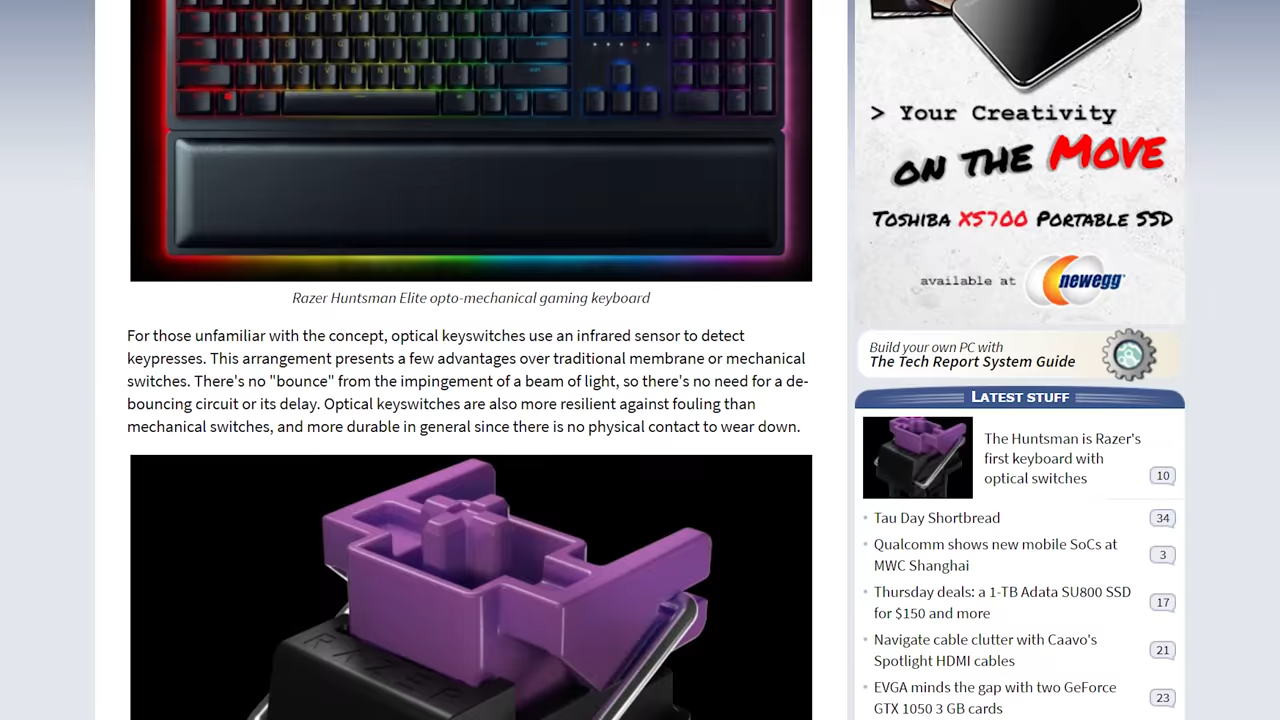 Razer Huntsman Elite opto-mechanical gaming keyboard
For those unfamiliar with the concept, optical keyswitches use an infrared sensor to detect
keypresses. This arrangement presents a few advantages over traditional membrane or mechanical
switches. There's no "bounce" from the impingement of a beam of light, so there's no need for a de-
bouncing circuit or its delay. Optical keyswitches are also more resilient against fouling than
mechanical switches, and more durable in general since there is no physical contact to wear down.
RAZER
> Your Creativity
ON THE MOVE
TOSHIBA XS700 PORTABLE SSD
available at newegg
Build your own PC with
The Tech Report System Guide
LATEST STUFF
The Huntsman is Razer's
first keyboard with
optical switches
10
Tau Day Shortbread
34
Qualcomm shows new mobile SoCs at
MWC Shanghai
3
Thursday deals: a 1-TB Adata SU800 SSD
for $150 and more
17
Navigate cable clutter with Caavo's
Spotlight HDMI cables
21
EVGA minds the gap with two GeForce
GTX 1050 3 GB cards
23